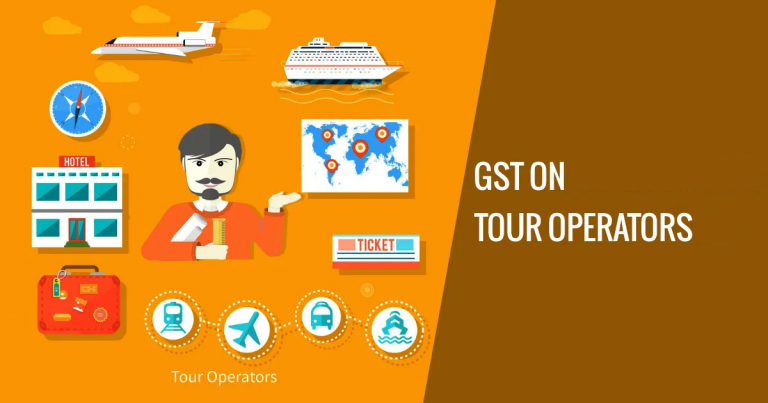 HOTEL
TICKET
Tour Operators
GST ON
TOUR OPERATORS